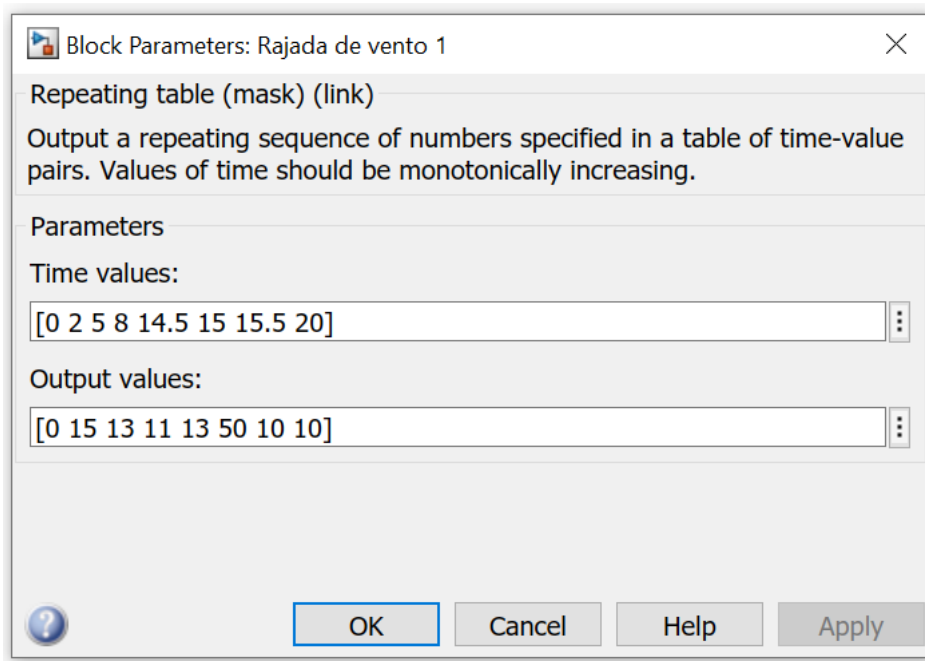 Block Parameters: Rajada de vento 1
Repeating table (mask) (link)
Output a repeating sequence of numbers specified in a table of time-value
pairs. Values of time should be monotonically increasing.
Parameters
Time values:
[0 2 5 8 14.5 15 15.5 20]
Output values:
[0 15 13 11 13 50 10 10]
?
OK Cancel Help Apply